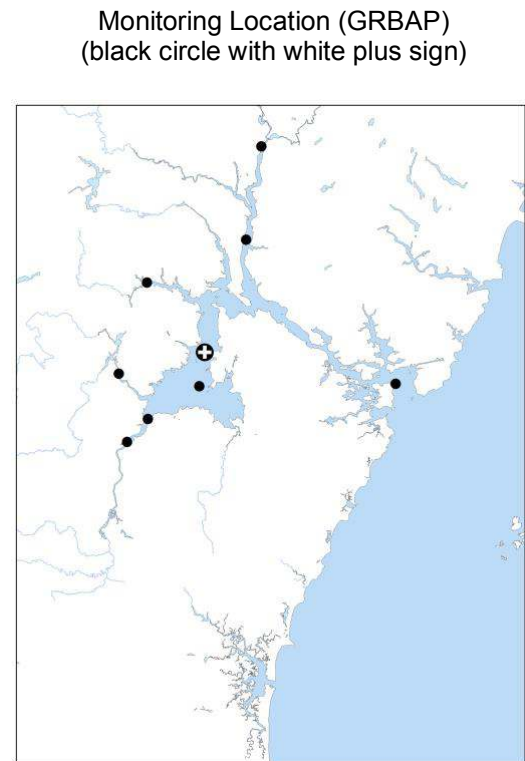 Monitoring Location (GRBAP)
(black circle with white plus sign)